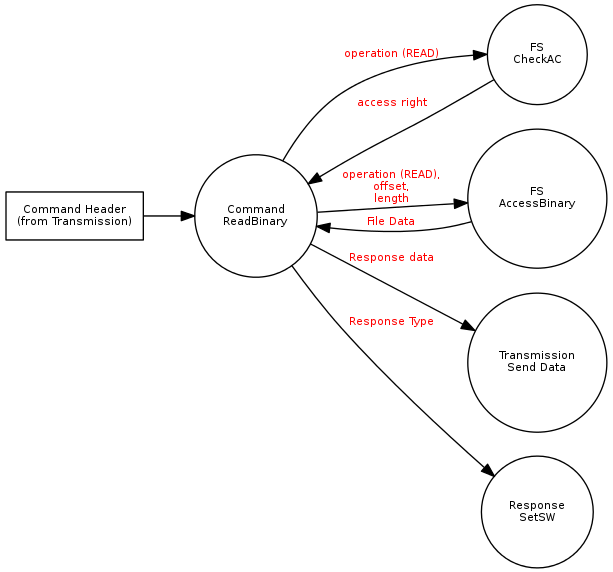 FS
CheckAC
operation (READ)
access right
operation (READ),
offset,
length
FS
AccessBinary
Command Header
(from Transmission)
Command
ReadBinary
File Data
Response data
Response Type
Transmission
Send Data
Response
SetSW